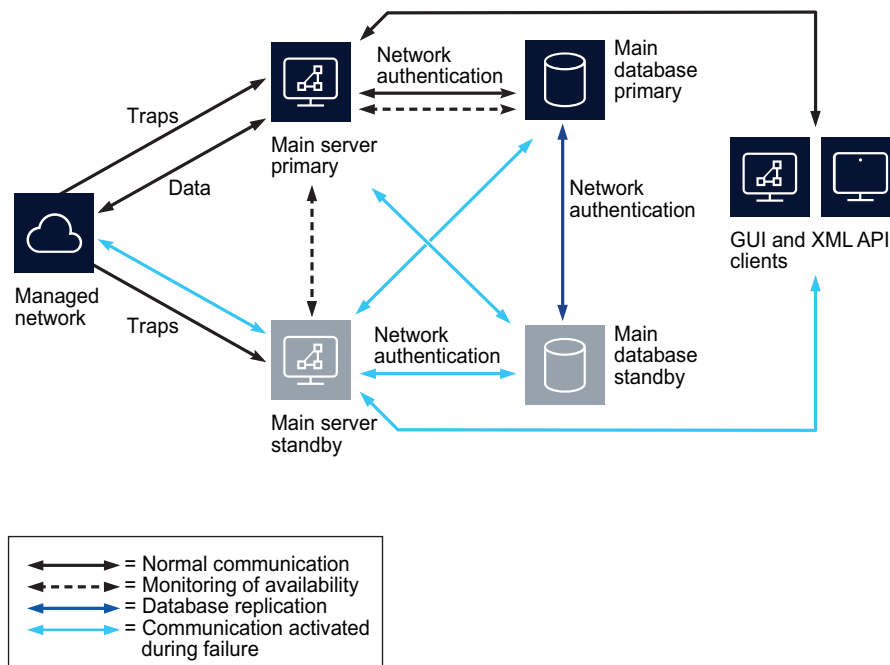 Network
authentication
Main
database
primary
Traps
Main server
primary
Data
Network
authentication
GUI and XML API
clients
Managed
network
Traps
Network
authentication
Main
database
standby
Main server
standby
= Normal communication
= Monitoring of availability
= Database replication
= Communication activated
during failure